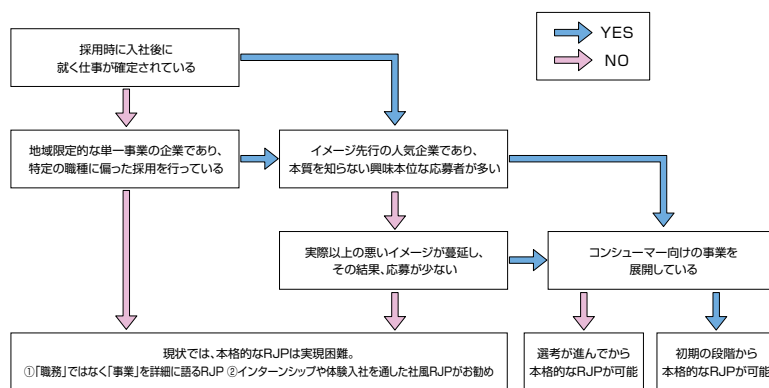 YES
NO
採用時に入社後に
就く仕事が確定されている
地域限定的な単一事業の企業であり、
特定の職種に偏った採用を行っている
イメージ先行の人気企業であり、
本質を知らない興味本位な応募者が多い
実際以上の悪いイメージが蔓延し、
その結果、応募が少ない
コンシューマー向けの事業を
展開している
現状では、本格的なRJPは実現困難。
①「職務」ではなく「事業」を詳細に語るRJP ②インターンシップや体験入社を通した社風RJPがお勧め
選考が進んでから
本格的なRJPが可能
初期の段階から
本格的なRJPが可能